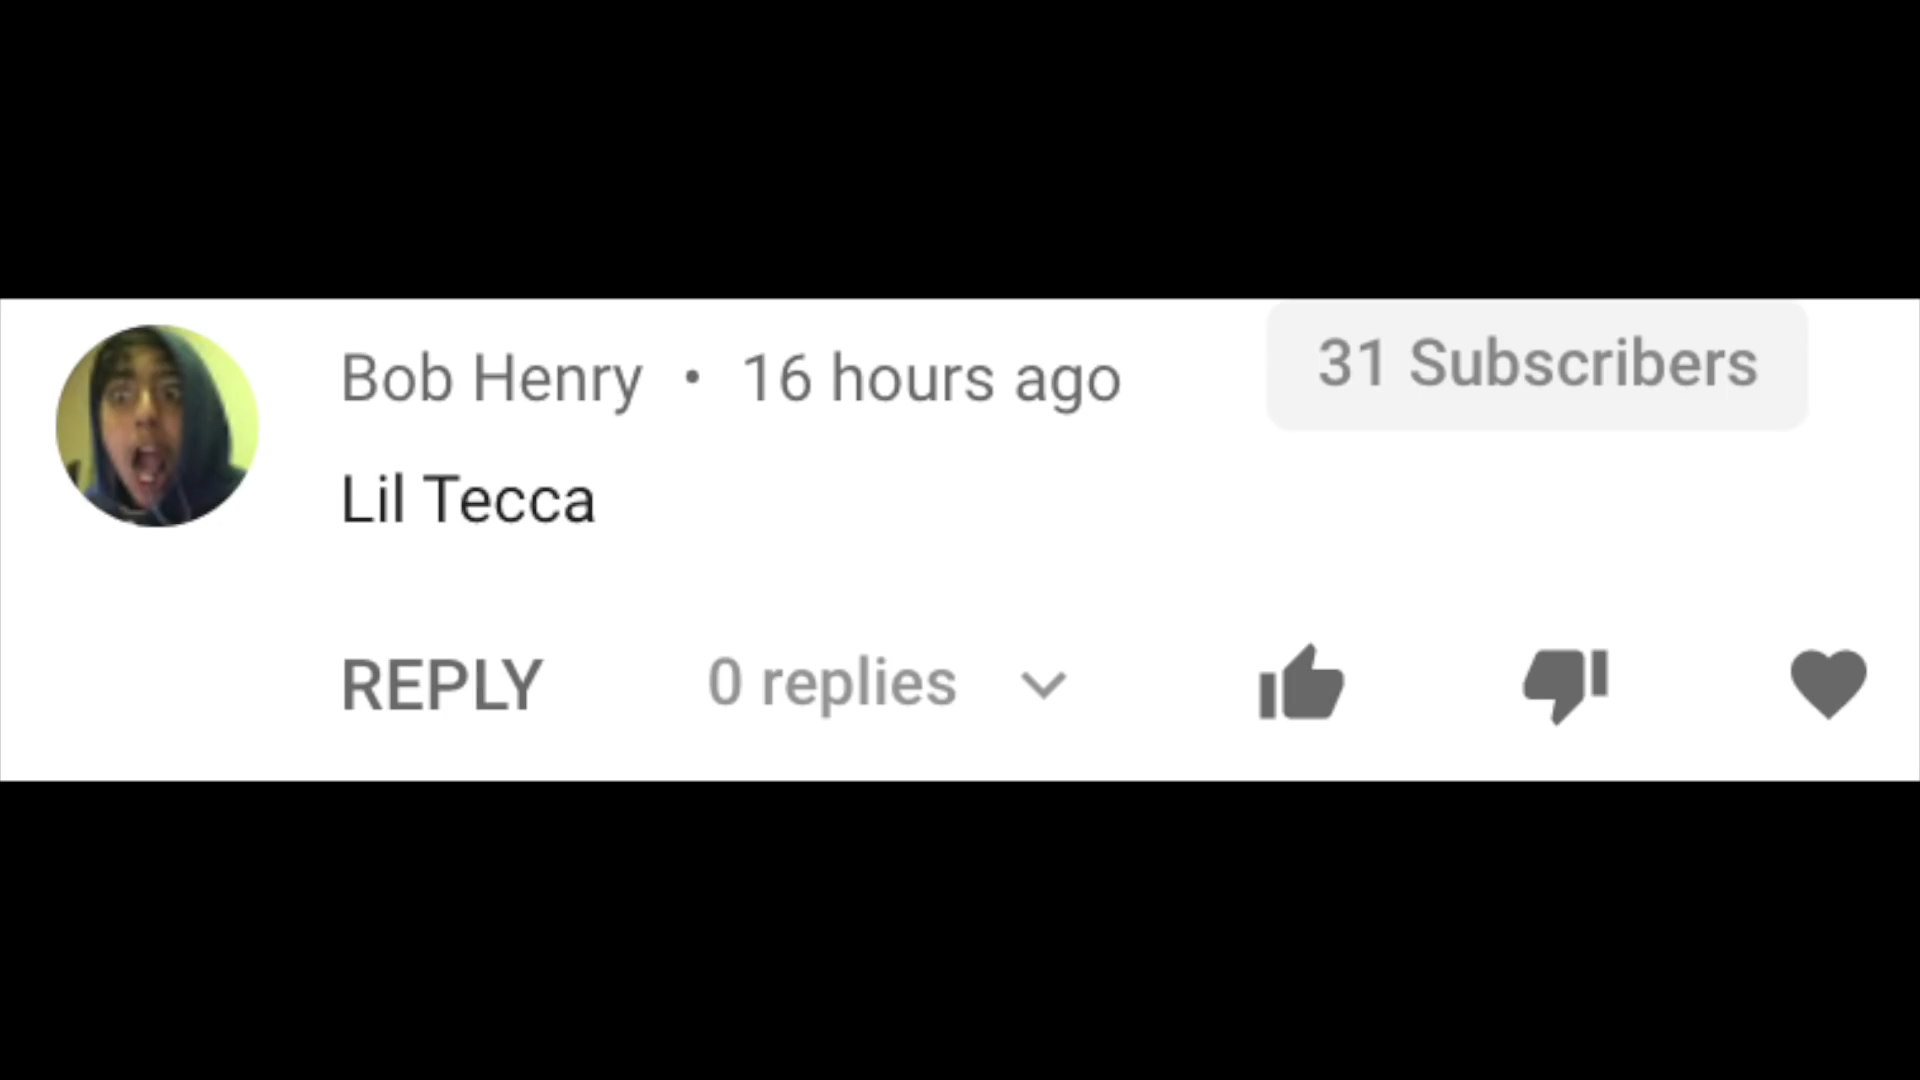 Bob Henry • 16 hours ago
31 Subscribers
Lil Tecca
REPLY 0 replies